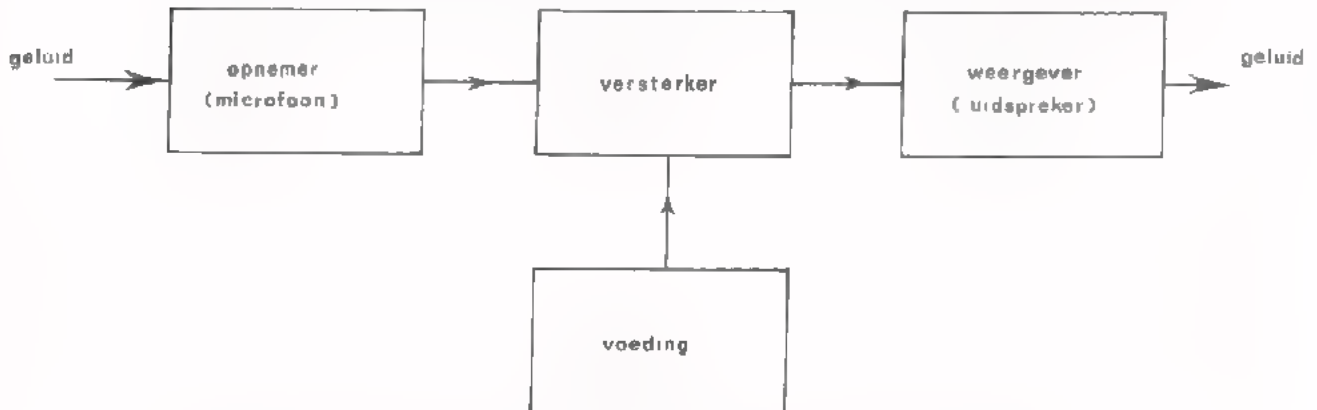 geluid
opnemer
(microfoon)
versterker
weergever
(uidspreker)
geluid
voeding